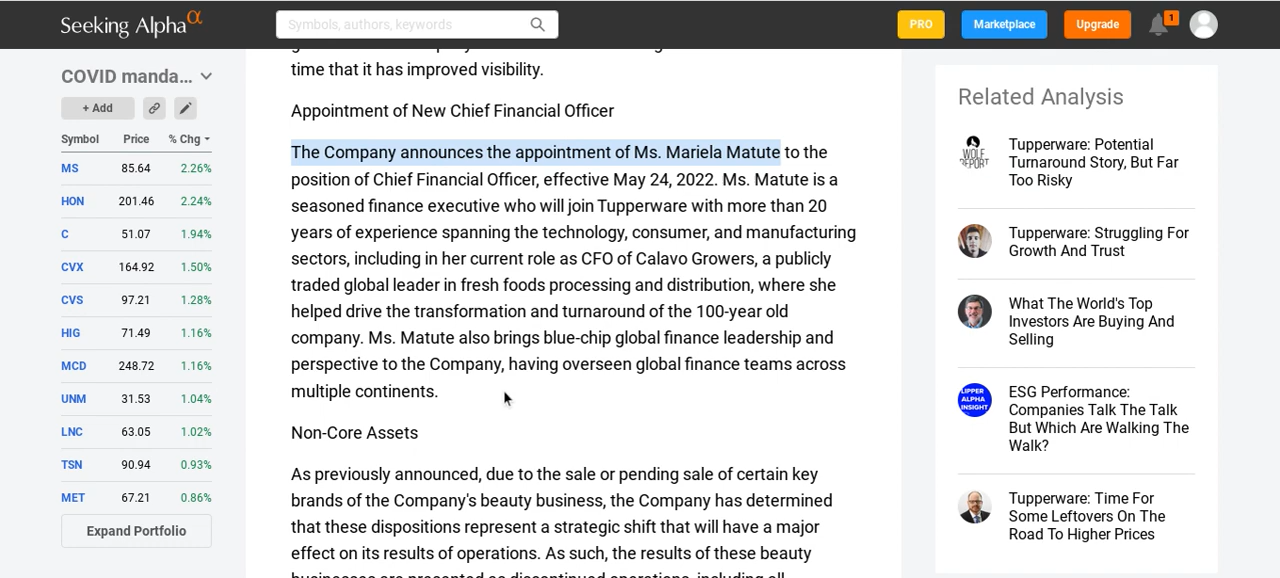 Seeking Alpha α
Symbols, authors, keywords
PRO
Marketplace
Upgrade
1
COVID manda...
+ Add
Symbol Price % Chg
MS 85.64 2.26%
HON 201.46 2.24%
C 51.07 1.94%
CVX 164.92 1.50%
CVS 97.21 1.28%
HIG 71.49 1.16%
MCD 248.72 1.16%
UNM 31.53 1.04%
LNC 63.05 1.02%
TSN 90.94 0.93%
MET 67.21 0.86%
Expand Portfolio
time that it has improved visibility.
Appointment of New Chief Financial Officer
The Company announces the appointment of Ms. Mariela Matute to the
position of Chief Financial Officer, effective May 24, 2022. Ms. Matute is a
seasoned finance executive who will join Tupperware with more than 20
years of experience spanning the technology, consumer, and manufacturing
sectors, including in her current role as CFO of Calavo Growers, a publicly
traded global leader in fresh foods processing and distribution, where she
helped drive the transformation and turnaround of the 100-year old
company. Ms. Matute also brings blue-chip global finance leadership and
perspective to the Company, having overseen global finance teams across
multiple continents.
Non-Core Assets
As previously announced, due to the sale or pending sale of certain key
brands of the Company's beauty business, the Company has determined
that these dispositions represent a strategic shift that will have a major
effect on its results of operations. As such, the results of these beauty
businesses are presented as discontinued operations, including all
Related Analysis
WOLF REPORT
Tupperware: Potential
Turnaround Story, But Far
Too Risky
Tupperware: Struggling For
Growth And Trust
What The World's Top
Investors Are Buying And
Selling
LIPPER
ALPHA
INSIGHT
ESG Performance:
Companies Talk The Talk
But Which Are Walking The
Walk?
Tupperware: Time For
Some Leftovers On The
Road To Higher Prices